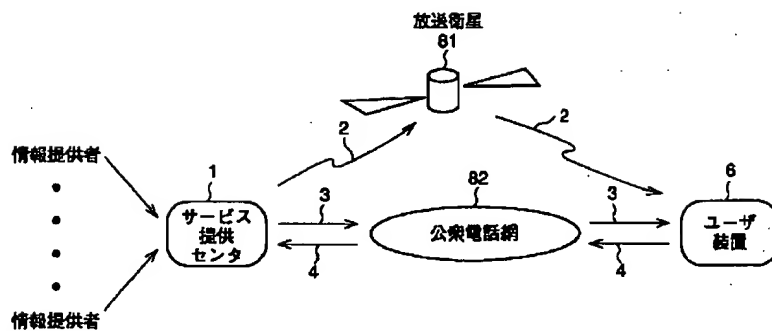 放送衛星
81
2
2
情報提供者
1
サービス
提供
センタ
3
82
公衆電話網
3
6
ユーザ
装置
4
4
情報提供者